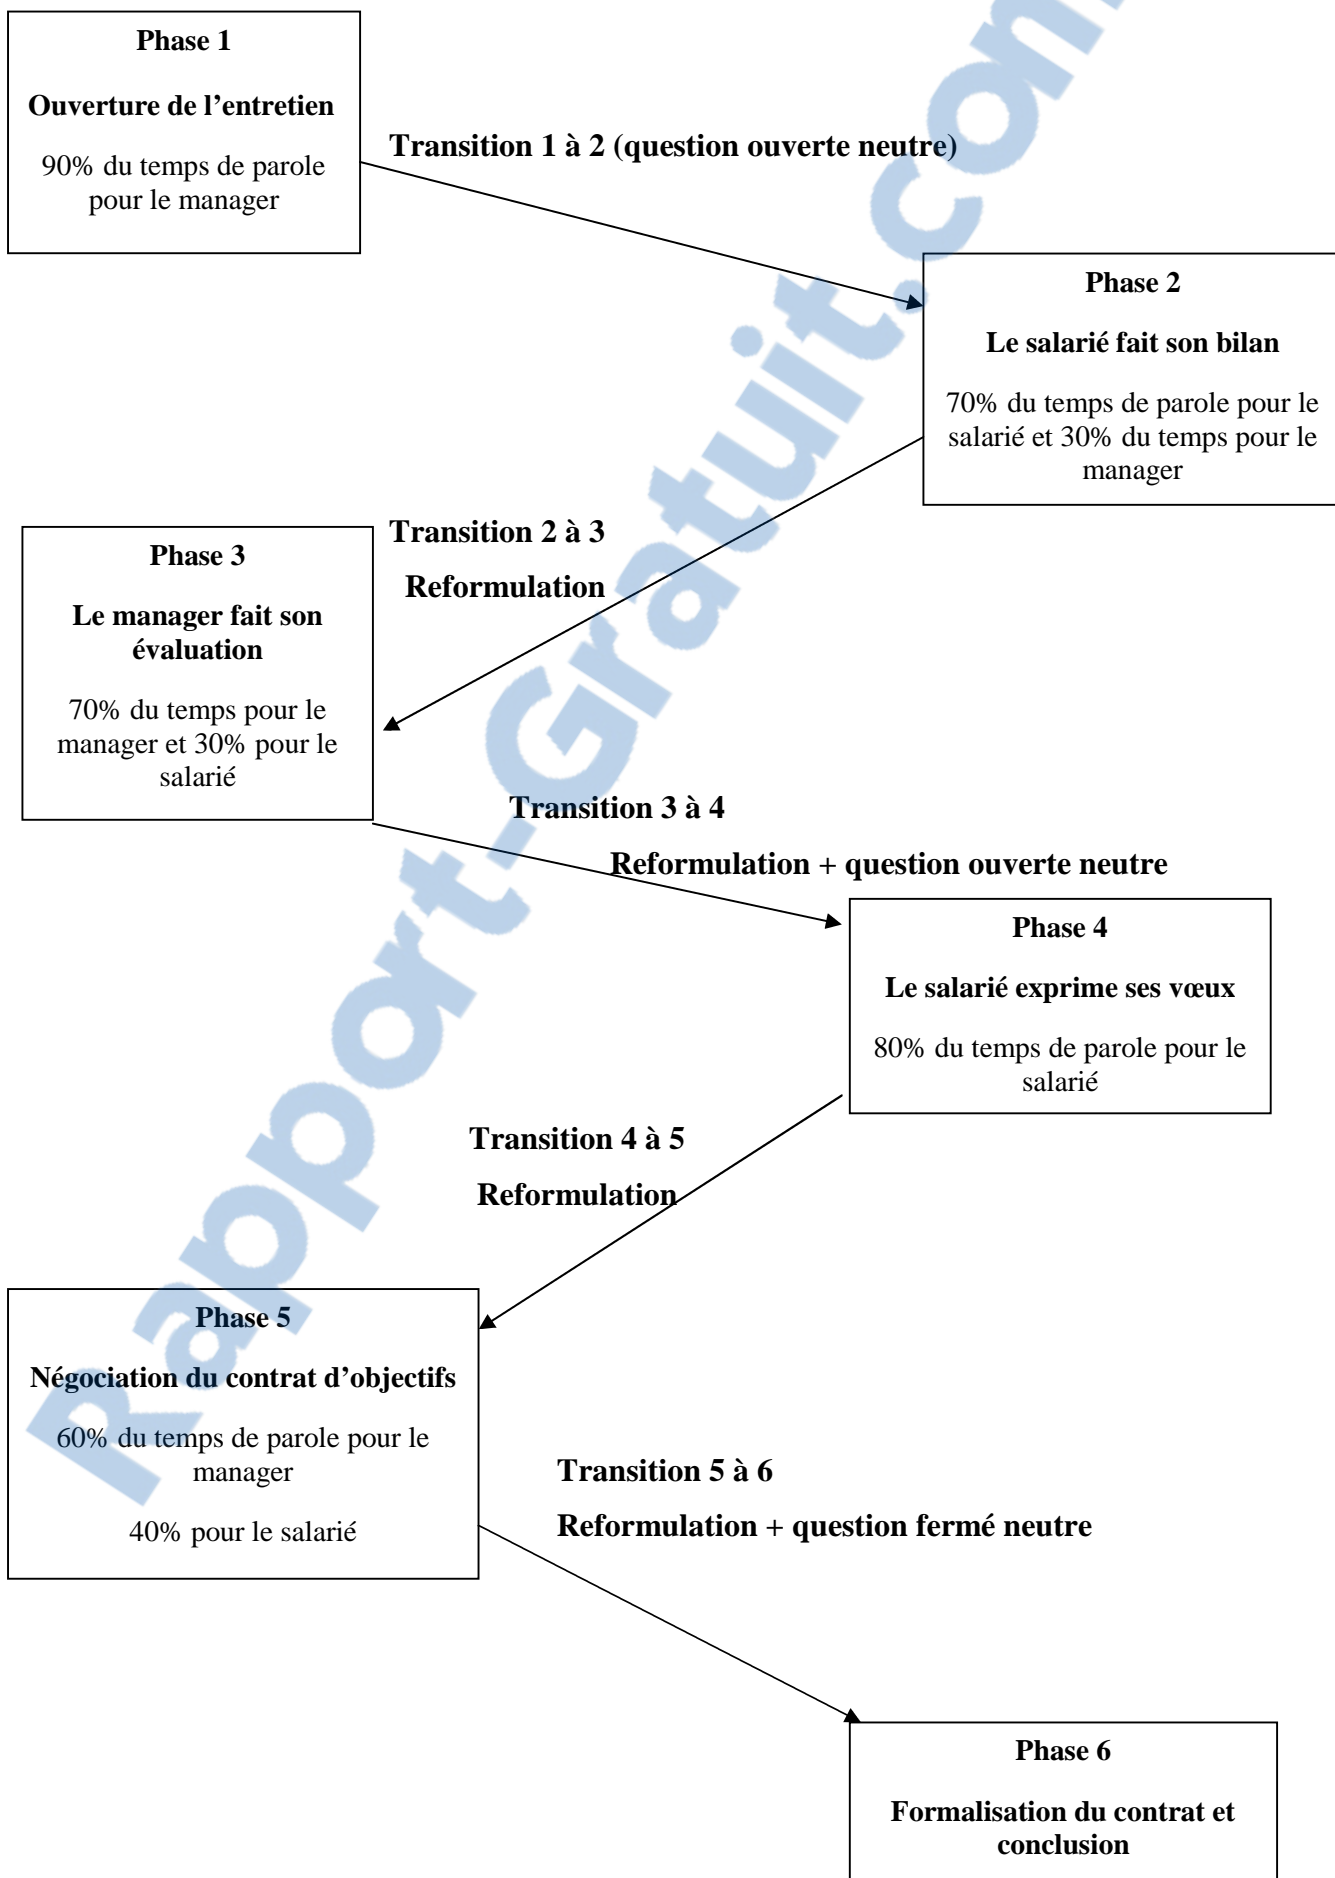 Phase 1
Ouverture de l’entretien
90% du temps de parole
pour le manager
Transition 1 à 2 (question ouverte neutre)
Phase 2
Le salarié fait son bilan
70% du temps de parole pour le
salarié et 30% du temps pour le
manager
Transition 2 à 3
Reformulation
Phase 3
Le manager fait son
évaluation
70% du temps pour le
manager et 30% pour le
salarié
Transition 3 à 4
Reformulation + question ouverte neutre
Phase 4
Le salarié exprime ses vœux
80% du temps de parole pour le
salarié
Transition 4 à 5
Reformulation
Phase 5
Négociation du contrat d’objectifs
60% du temps de parole pour le
manager
40% pour le salarié
Transition 5 à 6
Reformulation + question fermé neutre
Phase 6
Formalisation du contrat et
conclusion
Rapport-Gratuit.com